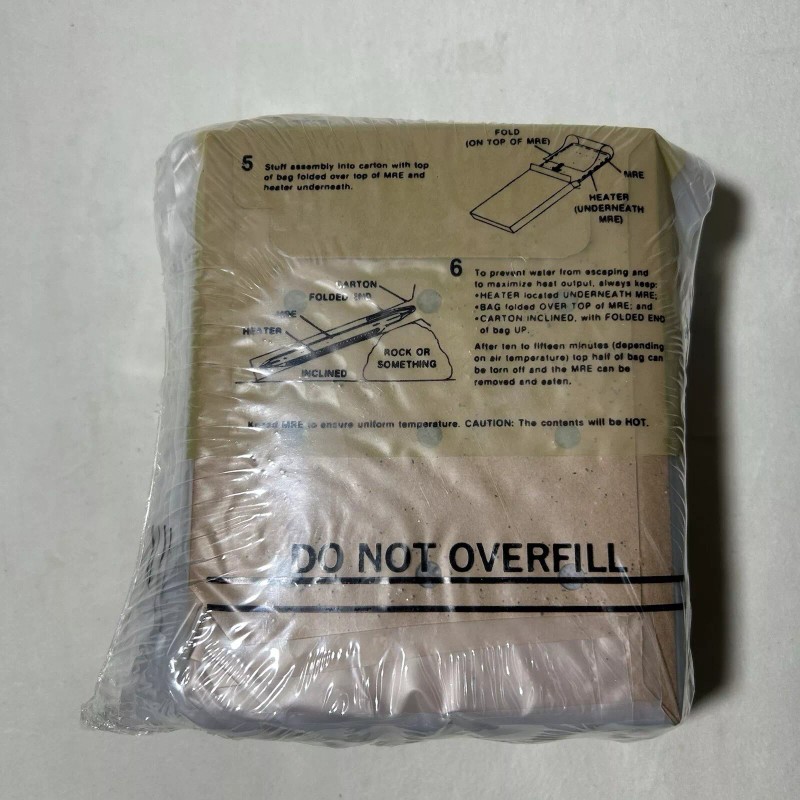 FOLD
(ON TOP OF MRE)
5 Stuff assembly into carton with top
of bag folded over top of MRE and
heater underneath.
MRE
HEATER
(UNDERNEATH
MRE)
6 To prevent water from escaping and
to maximize heat output, always keep:
•HEATER located UNDERNEATH MRE;
•BAG folded OVER TOP of MRE; and
•CARTON INCLINED, with FOLDED END
of bag UP.
CARTON
FOLDED END
MRE
HEATER
ROCK OR
SOMETHING
INCLINED
After ten to fifteen minutes (depending
on air temperature) top half of bag can
be torn off and the MRE can be
removed and eaten.
Knead MRE to ensure uniform temperature. CAUTION: The contents will be HOT.
DO NOT OVERFILL